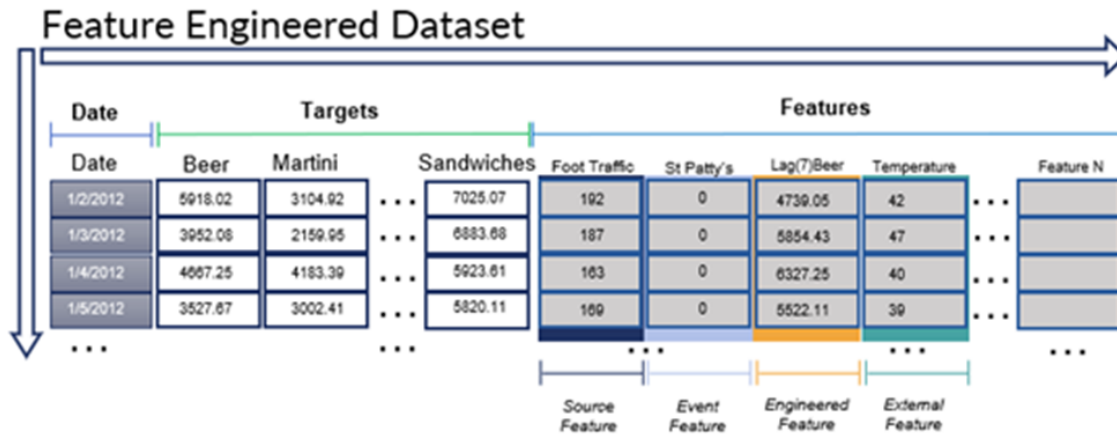 Feature Engineered Dataset
Date Targets Features
Date Beer Martini Sandwiches Foot Traffic St Patty's Lag(7)Beer Temperature Feature N
1/2/2012 5918.02 3104.92 ... 7025.07 192 0 4739.05 42 ...
1/3/2012 3952.08 2159.95 ... 6883.68 187 0 5854.43 47 ...
1/4/2012 4667.25 4183.39 ... 5923.61 163 0 6327.25 40 ...
1/5/2012 3527.67 3002.41 ... 5820.11 169 0 5522.11 39 ...
... ... ... ... ...
Source Event Engineered External
Feature Feature Feature Feature